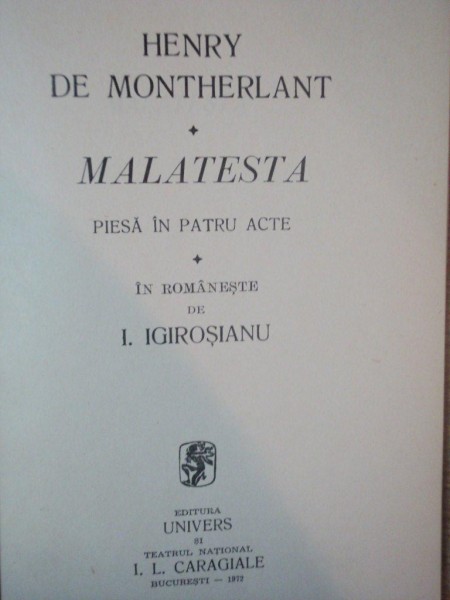 HENRY
DE MONTHERLANT
MALATESTA
PIESĂ ÎN PATRU ACTE
ÎN ROMÂNEȘTE
DE
I. IGIROȘIANU
EDITURA
UNIVERS
ȘI
TEATRUL NATIONAL
I. L. CARAGIALE
BUCUREȘTI — 1972